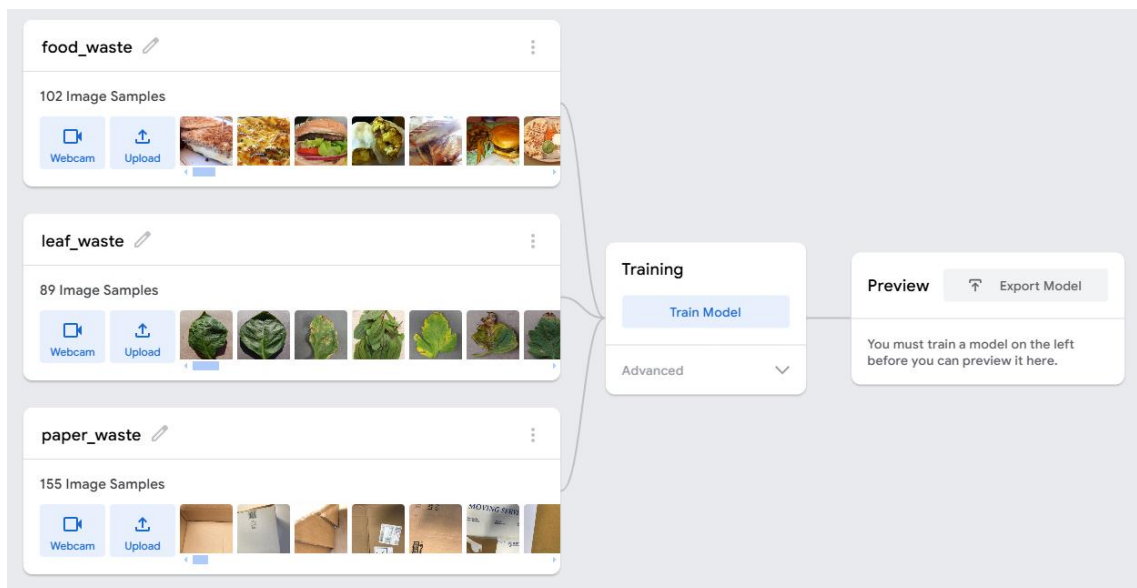 food_waste
102 Image Samples
Webcam
Upload
leaf_waste
89 Image Samples
Webcam
Upload
Training
Train Model
Advanced
Preview
Export Model
You must train a model on the left
before you can preview it here.
paper_waste
155 Image Samples
Webcam
Upload
MOVING SERV